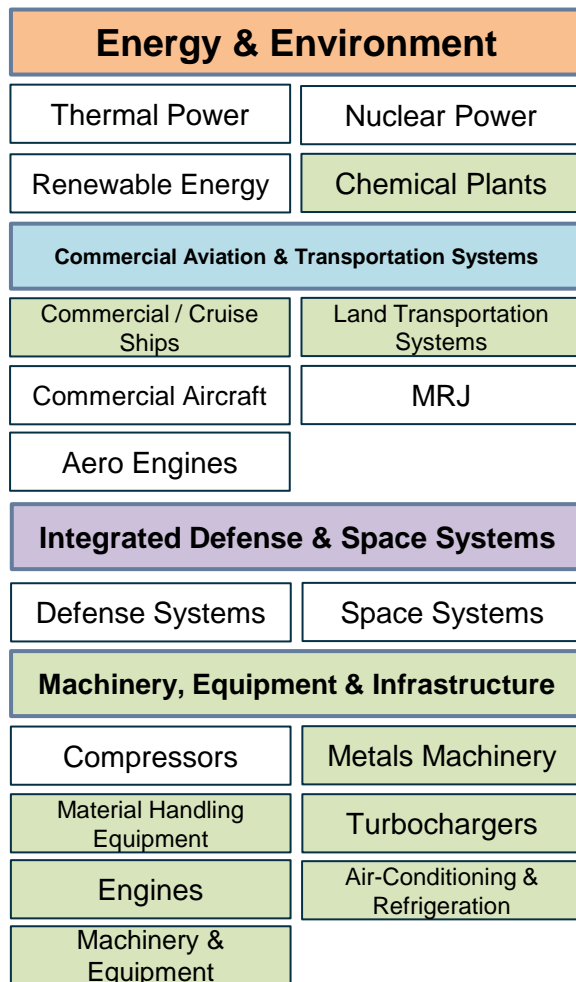 Energy & Environment
Thermal Power
Nuclear Power
Renewable Energy
Chemical Plants
Commercial Aviation & Transportation Systems
Commercial / Cruise
Ships
Land Transportation
Systems
Commercial Aircraft
MRJ
Aero Engines
Integrated Defense & Space Systems
Defense Systems
Space Systems
Machinery, Equipment & Infrastructure
Compressors
Metals Machinery
Material Handling
Equipment
Turbochargers
Engines
Air-Conditioning &
Refrigeration
Machinery &
Equipment